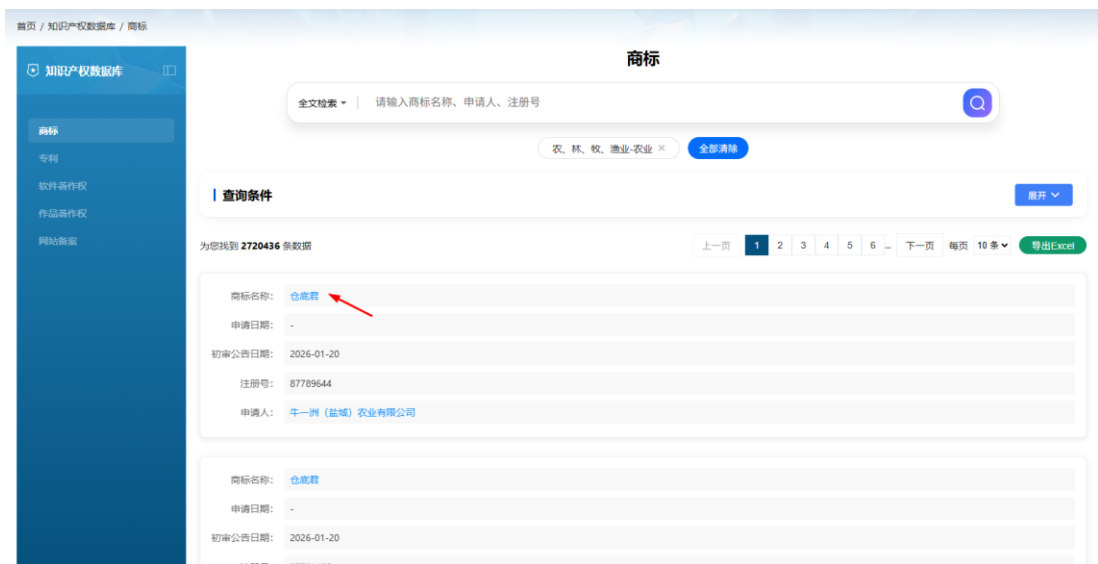 首页 / 知识产权数据库 / 商标
知识产权数据库
商标
专利
软件著作权
作品著作权
网站备案
商标
全文检索 请输入商标名称、申请人、注册号
农、林、牧、渔业-农业 × 全部清除
查询条件 展开
为您找到 2720436 条数据 上一页 1 2 3 4 5 6 ... 下一页 每页 10 条 导出Excel
商标名称: 仓底君
申请日期: -
初审公告日期: 2026-01-20
注册号: 87789644
申请人: 牛一洲（盐城）农业有限公司
商标名称: 仓底君
申请日期: -
初审公告日期: 2026-01-20